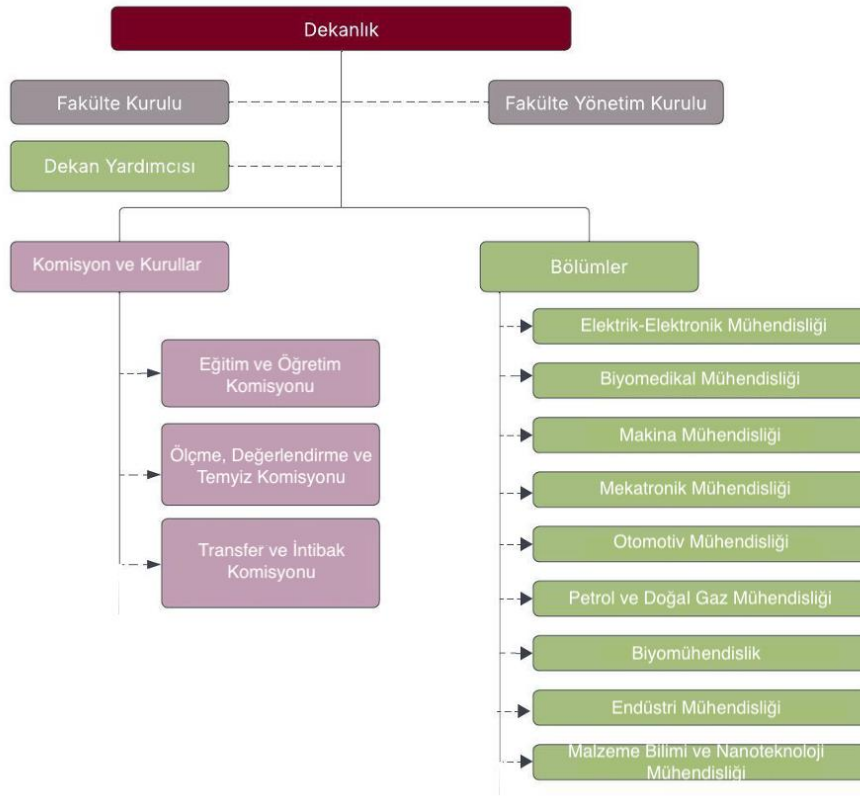 Dekanlık
Fakülte Kurulu
Fakülte Yönetim Kurulu
Dekan Yardımcısı
Komisyon ve Kurullar
Eğitim ve Öğretim
Komisyonu
Ölçme, Değerlendirme ve
Temyiz Komisyonu
Transfer ve İntibak
Komisyonu
Bölümler
Elektrik-Elektronik Mühendisliği
Biyomedikal Mühendisliği
Makina Mühendisliği
Mekatronik Mühendisliği
Otomotiv Mühendisliği
Petrol ve Doğal Gaz Mühendisliği
Biyomühendislik
Endüstri Mühendisliği
Malzeme Bilimi ve Nanoteknoloji
Mühendisliği